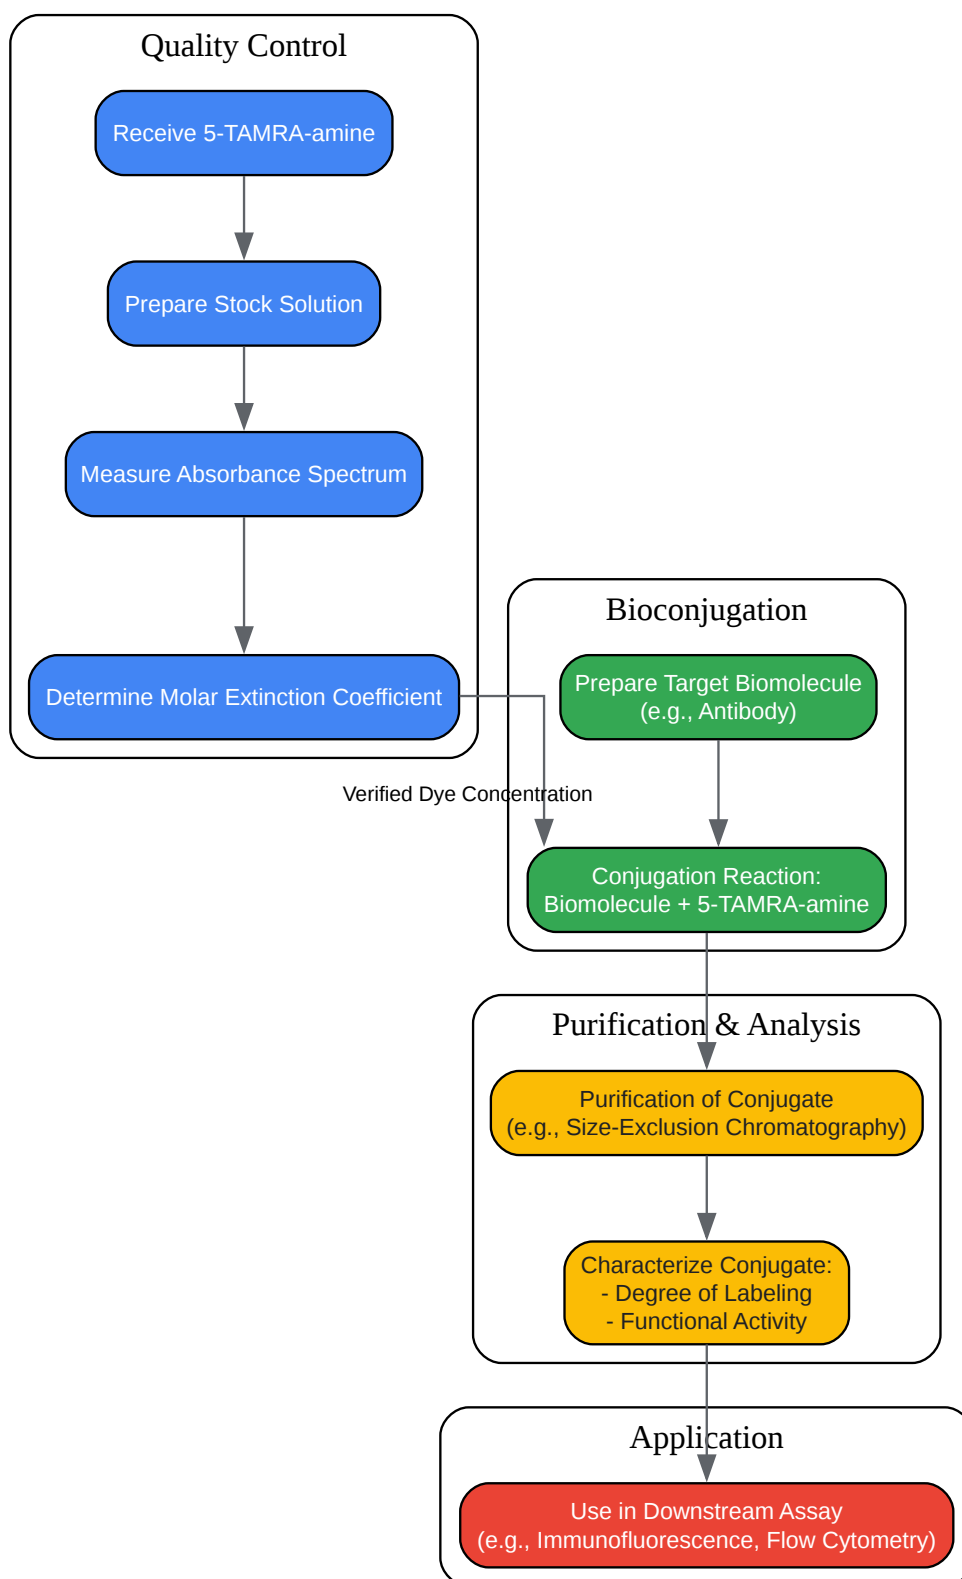 Quality Control
Receive 5-TAMRA-amine
Prepare Stock Solution
Measure Absorbance Spectrum
Determine Molar Extinction Coefficient
Verified Dye Concentration
Bioconjugation
Prepare Target Biomolecule
(e.g., Antibody)
Conjugation Reaction:
Biomolecule + 5-TAMRA-amine
Purification & Analysis
Purification of Conjugate
(e.g., Size-Exclusion Chromatography)
Characterize Conjugate:
- Degree of Labeling
- Functional Activity
Application
Use in Downstream Assay
(e.g., Immunofluorescence, Flow Cytometry)